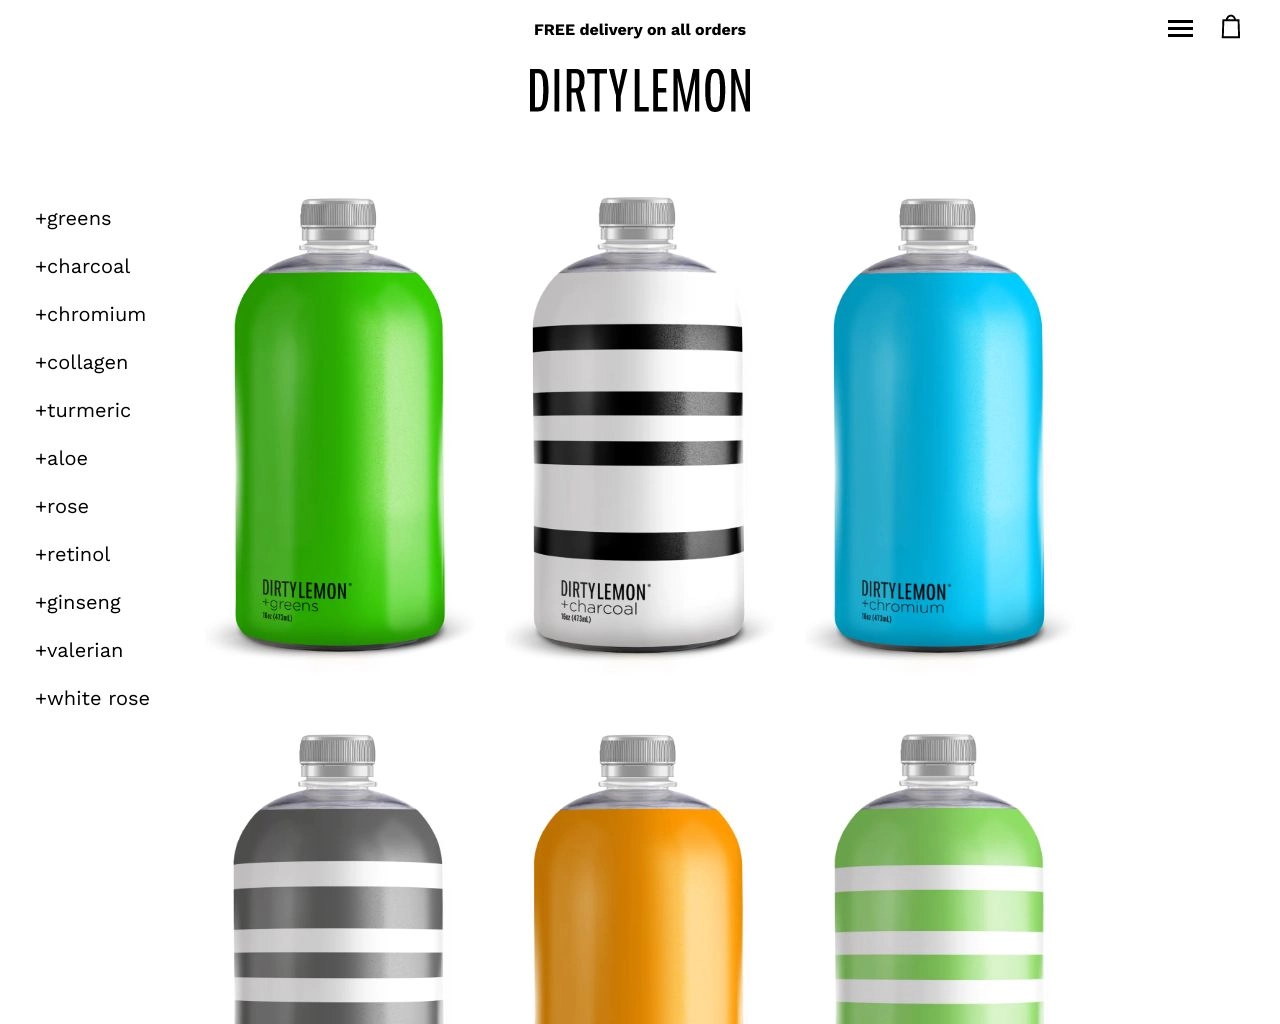 FREE delivery on all orders
DIRTYLEMON
+greens
+charcoal
+chromium
+collagen
+turmeric
+aloe
+rose
+retinol
+ginseng
+valerian
+white rose
DIRTYLEMON
+greens
16oz (473mL)
DIRTYLEMON
+charcoal
16oz (473mL)
DIRTYLEMON
+chromium
16oz (473mL)